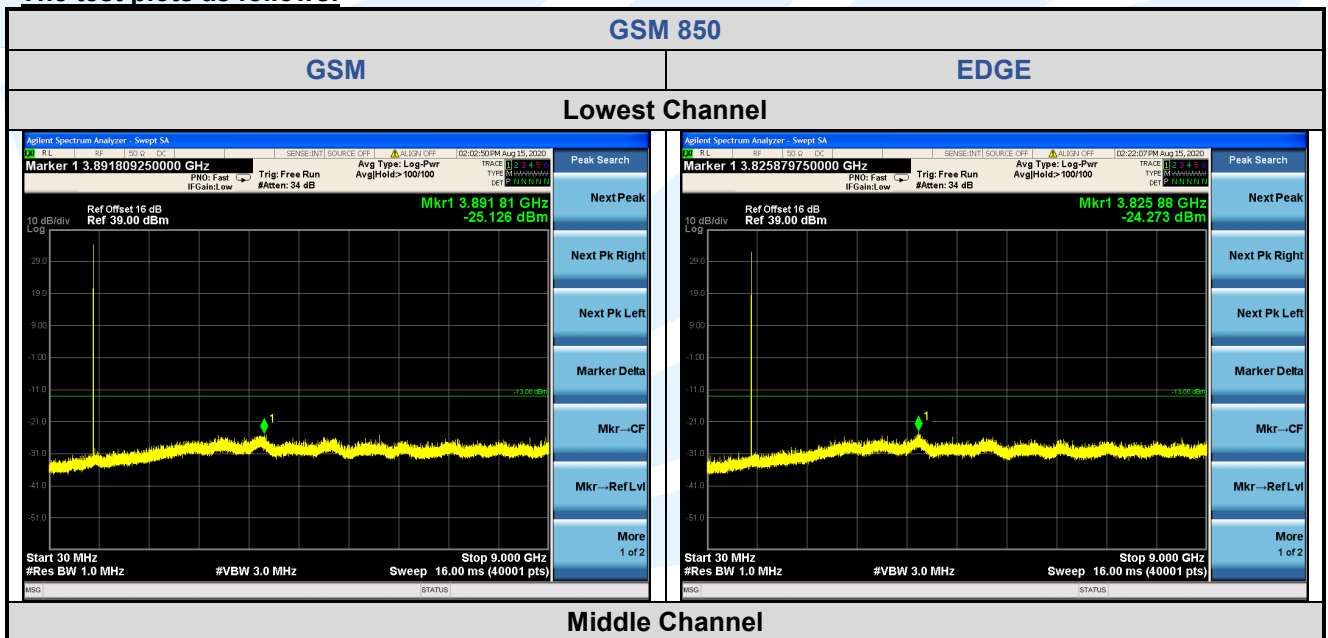 The test plots as follows:
GSM 850
GSM
EDGE
Lowest Channel
Agilent Spectrum Analyzer - Swept SA
RL RF 50 Ω DC SENSE:INT SOURCE OFF ALIGN OFF 02:02:50 PM Aug 15, 2020
Marker 1 3.891809250000 GHz
PNO: Fast
IFGain:Low
Trig: Free Run
#Atten: 34 dB
Avg Type: Log-Pwr
Avg|Hold:>100/100
TRACE 1 2 3 4 5 6
TYPE M
DET P N N N N N
Peak Search
Mkr1 3.891 81 GHz
-25.126 dBm
Ref Offset 16 dB
10 dB/div Ref 39.00 dBm
Log
29.0
19.0
9.00
-1.00
-11.0
-13.00 dBm
-21.0
1
-31.0
-41.0
-51.0
Start 30 MHz
Stop 9.000 GHz
#Res BW 1.0 MHz
#VBW 3.0 MHz
Sweep 16.00 ms (40001 pts)
MSG
STATUS
Next Peak
Next Pk Right
Next Pk Left
Marker Delta
Mkr→CF
Mkr→Ref Lvl
More
1 of 2
Agilent Spectrum Analyzer - Swept SA
RL RF 50 Ω DC SENSE:INT SOURCE OFF ALIGN OFF 02:22:07 PM Aug 15, 2020
Marker 1 3.825879750000 GHz
PNO: Fast
IFGain:Low
Trig: Free Run
#Atten: 34 dB
Avg Type: Log-Pwr
Avg|Hold:>100/100
TRACE 1 2 3 4 5 6
TYPE M
DET P N N N N N
Peak Search
Mkr1 3.825 88 GHz
-24.273 dBm
Ref Offset 16 dB
10 dB/div Ref 39.00 dBm
Log
29.0
19.0
9.00
-1.00
-11.0
-13.00 dBm
-21.0
1
-31.0
-41.0
-51.0
Start 30 MHz
Stop 9.000 GHz
#Res BW 1.0 MHz
#VBW 3.0 MHz
Sweep 16.00 ms (40001 pts)
MSG
STATUS
Next Peak
Next Pk Right
Next Pk Left
Marker Delta
Mkr→CF
Mkr→Ref Lvl
More
1 of 2
Middle Channel